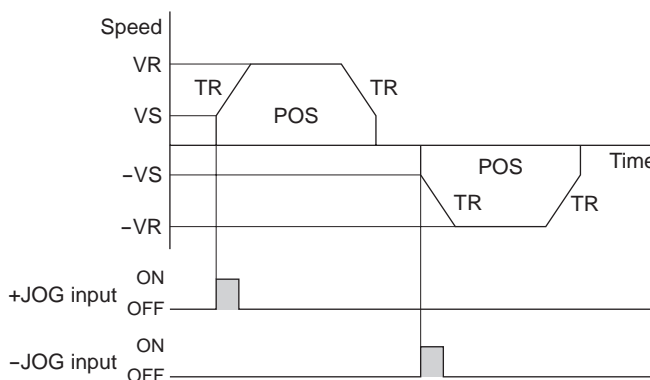 Speed
VR
TR
TR
VS
POS
POS
Time
–VS
TR
TR
–VR
ON
+JOG input
OFF
ON
–JOG input
OFF